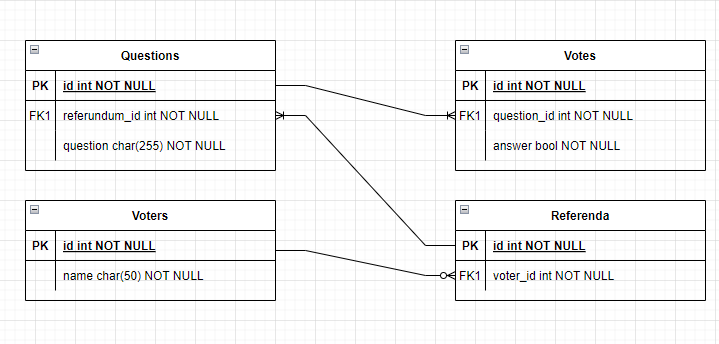 Questions
PK id int NOT NULL
FK1 referundum_id int NOT NULL
question char(255) NOT NULL
Votes
PK id int NOT NULL
FK1 question_id int NOT NULL
answer bool NOT NULL
Voters
PK id int NOT NULL
name char(50) NOT NULL
Referenda
PK id int NOT NULL
FK1 voter_id int NOT NULL